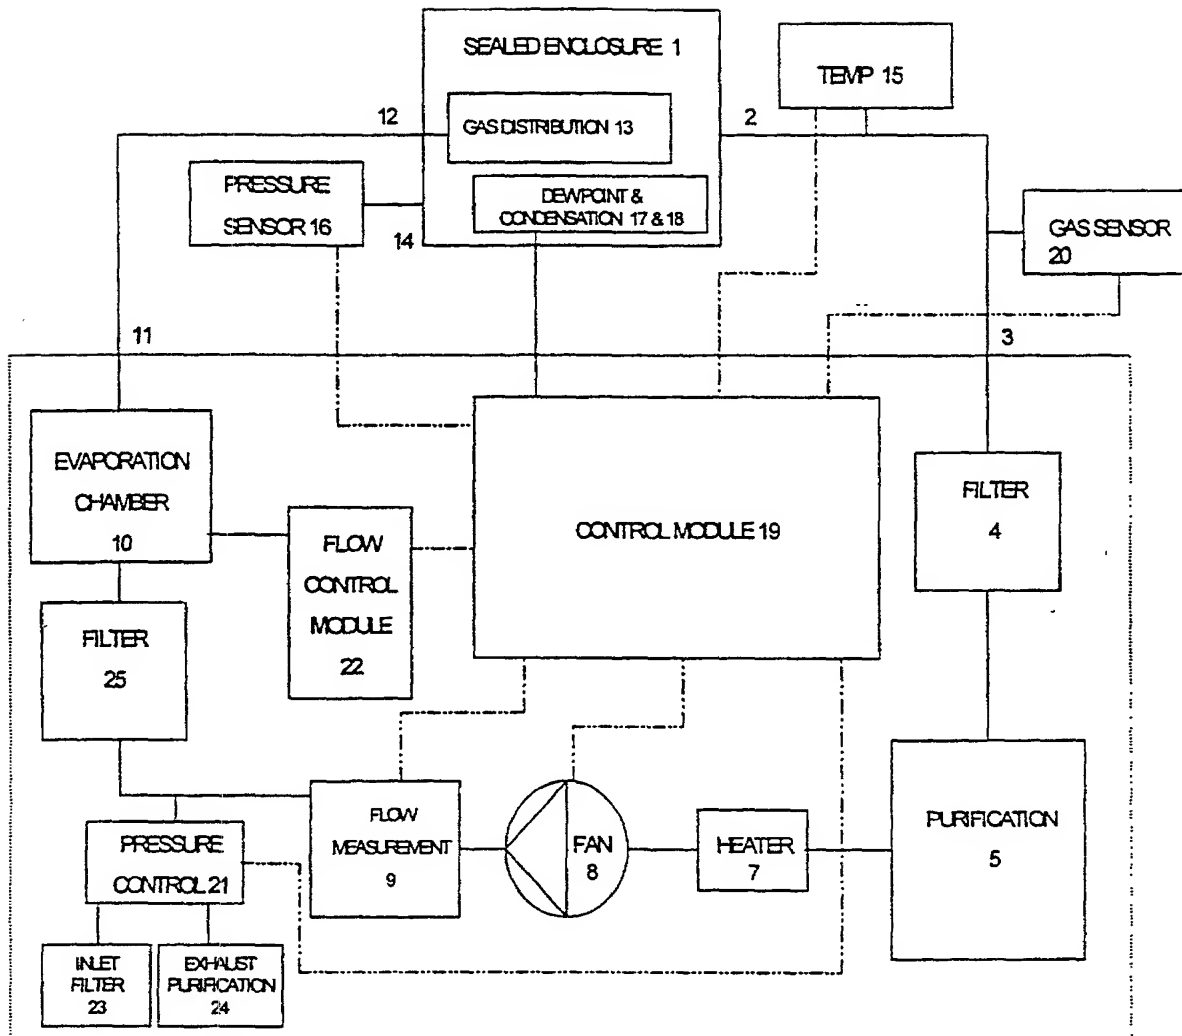 SEALED ENCLOSURE 1
TEMP 15
12
GAS DISTRIBUTION 13
2
PRESSURE
SENSOR 16
DEWPOINT &
CONDENSATION 17 & 18
14
GAS SENSOR
20
11
3
EVAPORATION
CHAMBER
10
FLOW
CONTROL
MODULE
22
CONTROL MODULE 19
FILTER
4
FILTER
25
FLOW
MEASUREMENT
9
FAN
8
HEATER
7
PURIFICATION
5
PRESSURE
CONTROL 21
INLET
FILTER
23
EXHAUST
PURIFICATION
24